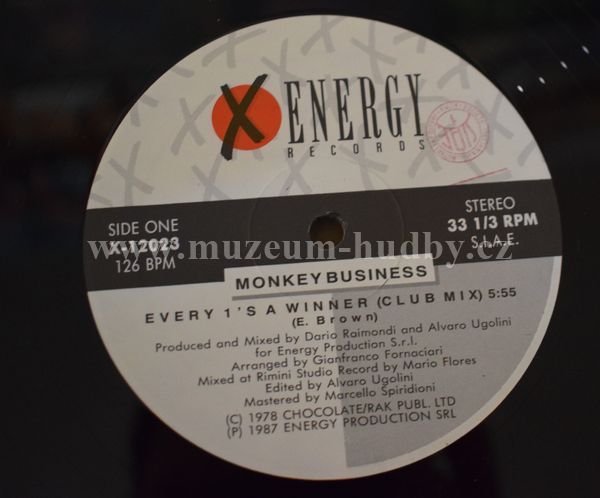 X ENERGY
RECORDS
SIDE ONE
X-12023
126 BPM
STEREO
33 1/3 RPM
S.I.A.E.
www.muzeum-hudby.cz
MONKEY BUSINESS
EVERY 1'S A WINNER (CLUB MIX) 5:55
(E. Brown)
Produced and Mixed by Dario Raimondi and Alvaro Ugolini
for Energy Production S.r.l.
Arranged by Gianfranco Fornaciari
Mixed at Rimini Studio Record by Mario Flores
Edited by Alvaro Ugolini
Mastered by Marcello Spiridioni
(C) 1978 CHOCOLATE/RAK PUBL. LTD
(P) 1987 ENERGY PRODUCTION SRL